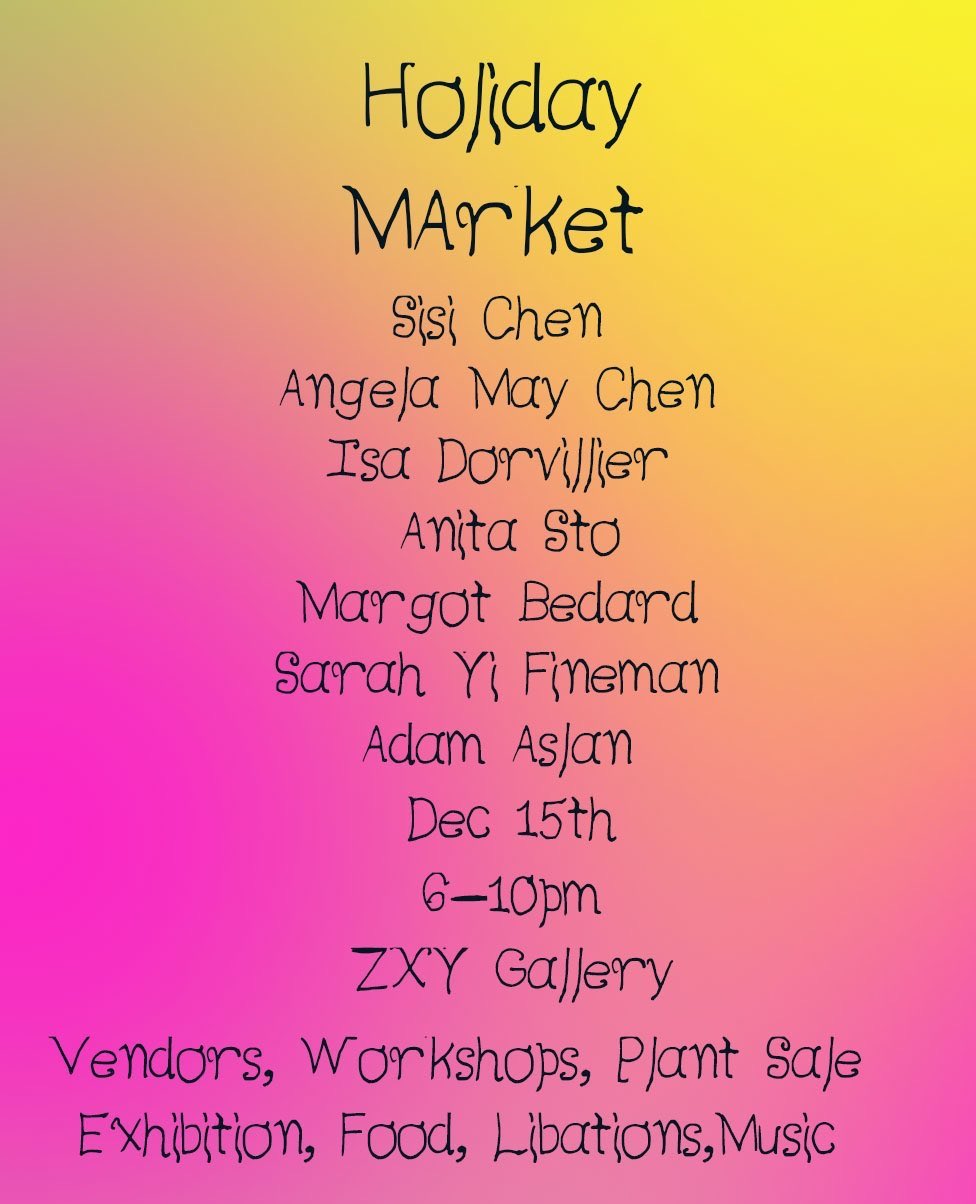 Holiday
MArket
Sisi Chen
Angela May Chen
Isa Dorvillier
Anita Sto
Margot Bedard
Sarah Yi Fineman
Adam Aslan
Dec 15th
6–10pm
ZXY Gallery
Vendors, Workshops, Plant Sale
Exhibition, Food, Libations,Music